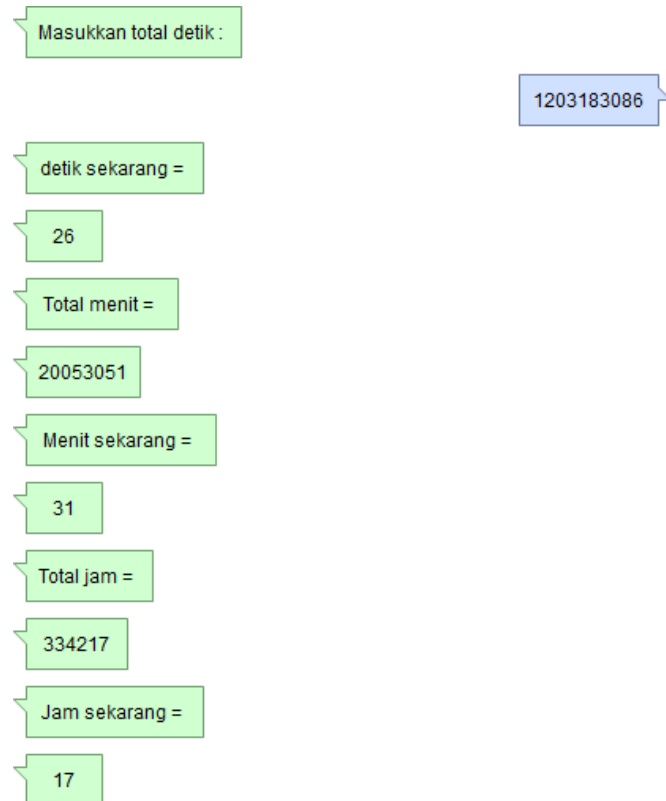 Masukkan total detik :
1203183086
detik sekarang =
26
Total menit =
20053051
Menit sekarang =
31
Total jam =
334217
Jam sekarang =
17